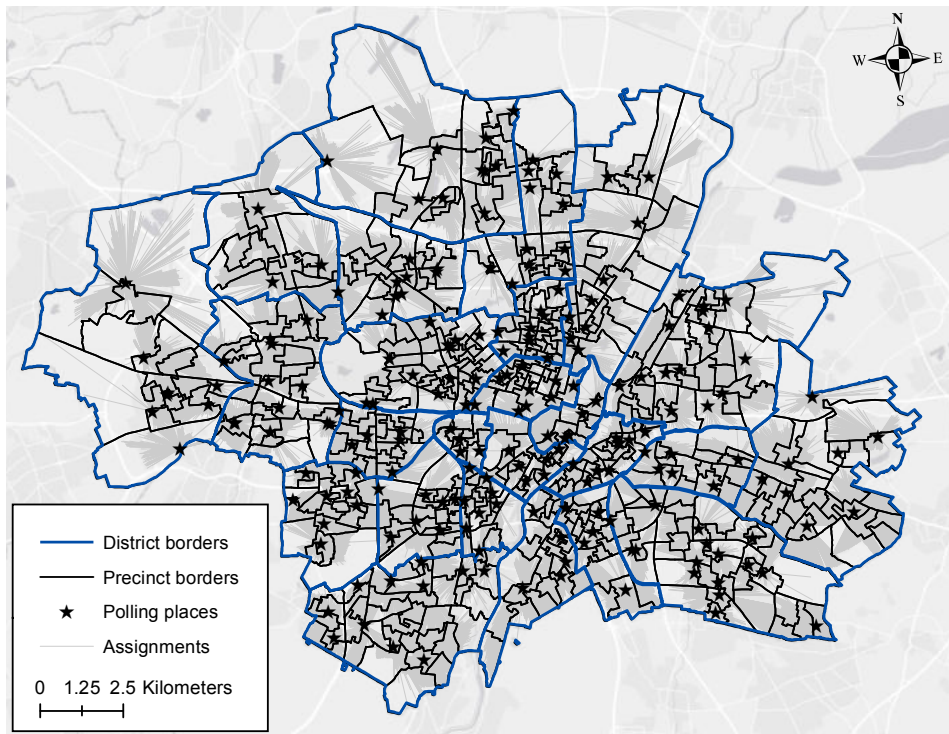 N
W E
S
District borders
Precinct borders
Polling places
Assignments
0 1.25 2.5 Kilometers